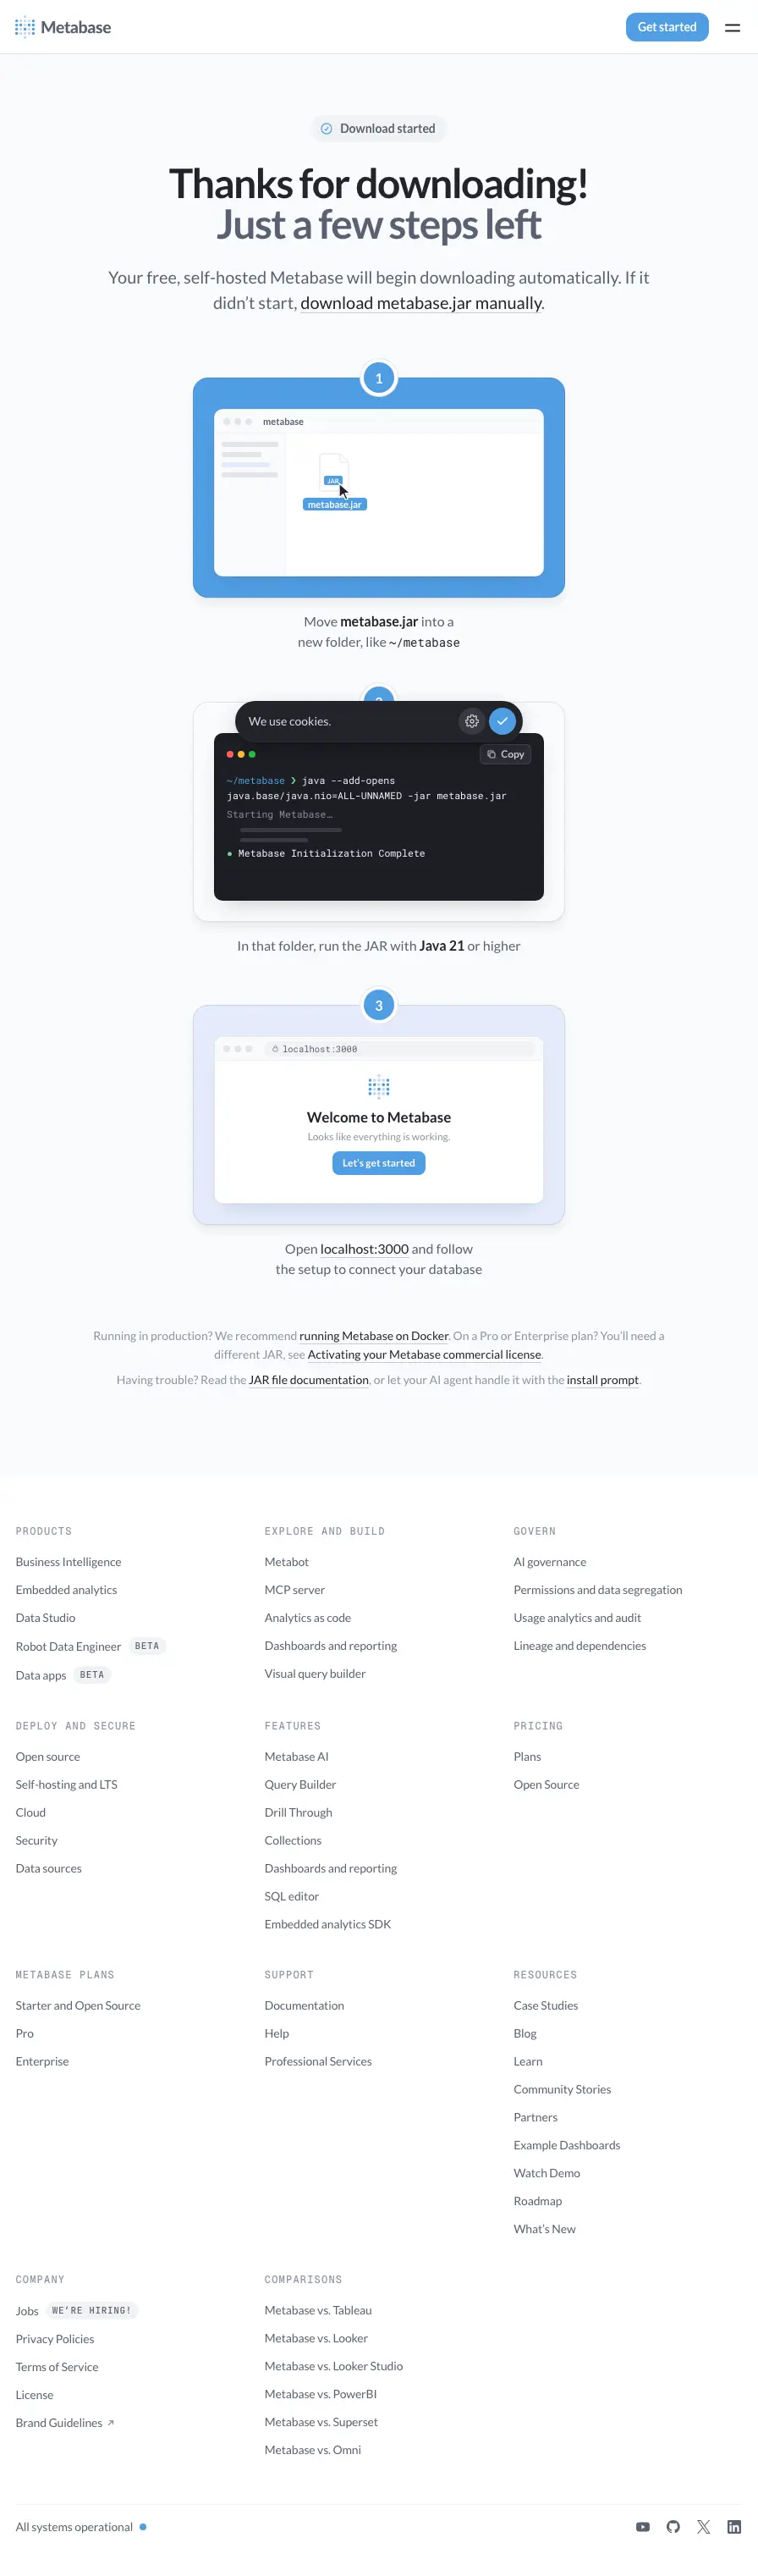 Metabase
Get started
Download started
Thanks for downloading!
Just a few steps left
Your free, self-hosted Metabase will begin downloading automatically. If it
didn’t start, download metabase.jar manually.
1
metabase
JAR
metabase.jar
Move metabase.jar into a
new folder, like ~/metabase
We use cookies.
Copy
~/metabase ❯ java --add-opens
java.base/java.nio=ALL-UNNAMED -jar metabase.jar
Starting Metabase…
Metabase Initialization Complete
In that folder, run the JAR with Java 21 or higher
3
localhost:3000
Welcome to Metabase
Looks like everything is working.
Let’s get started
Open localhost:3000 and follow
the setup to connect your database
Running in production? We recommend running Metabase on Docker. On a Pro or Enterprise plan? You’ll need a
different JAR, see Activating your Metabase commercial license.
Having trouble? Read the JAR file documentation, or let your AI agent handle it with the install prompt.
PRODUCTS
Business Intelligence
Embedded analytics
Data Studio
Robot Data Engineer BETA
Data apps BETA
EXPLORE AND BUILD
Metabot
MCP server
Analytics as code
Dashboards and reporting
Visual query builder
GOVERN
AI governance
Permissions and data segregation
Usage analytics and audit
Lineage and dependencies
DEPLOY AND SECURE
Open source
Self-hosting and LTS
Cloud
Security
Data sources
FEATURES
Metabase AI
Query Builder
Drill Through
Collections
Dashboards and reporting
SQL editor
Embedded analytics SDK
PRICING
Plans
Open Source
METABASE PLANS
Starter and Open Source
Pro
Enterprise
SUPPORT
Documentation
Help
Professional Services
RESOURCES
Case Studies
Blog
Learn
Community Stories
Partners
Example Dashboards
Watch Demo
Roadmap
What’s New
COMPANY
Jobs WE’RE HIRING!
Privacy Policies
Terms of Service
License
Brand Guidelines ↗
COMPARISONS
Metabase vs. Tableau
Metabase vs. Looker
Metabase vs. Looker Studio
Metabase vs. PowerBI
Metabase vs. Superset
Metabase vs. Omni
All systems operational